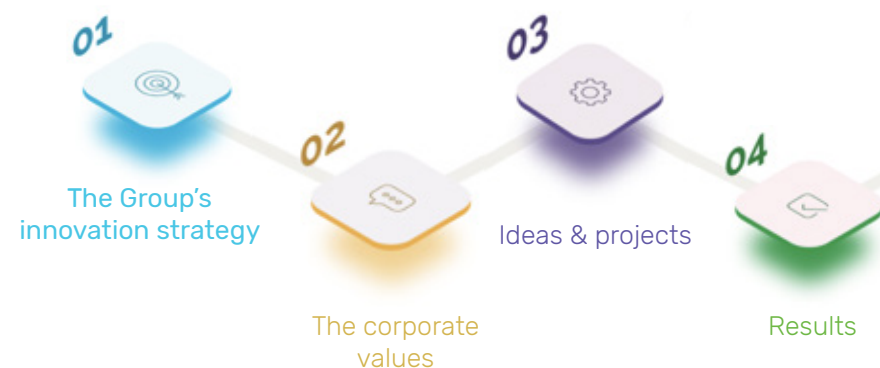 01
The Group's
innovation strategy
02
The corporate
values
03
Ideas & projects
04
Results